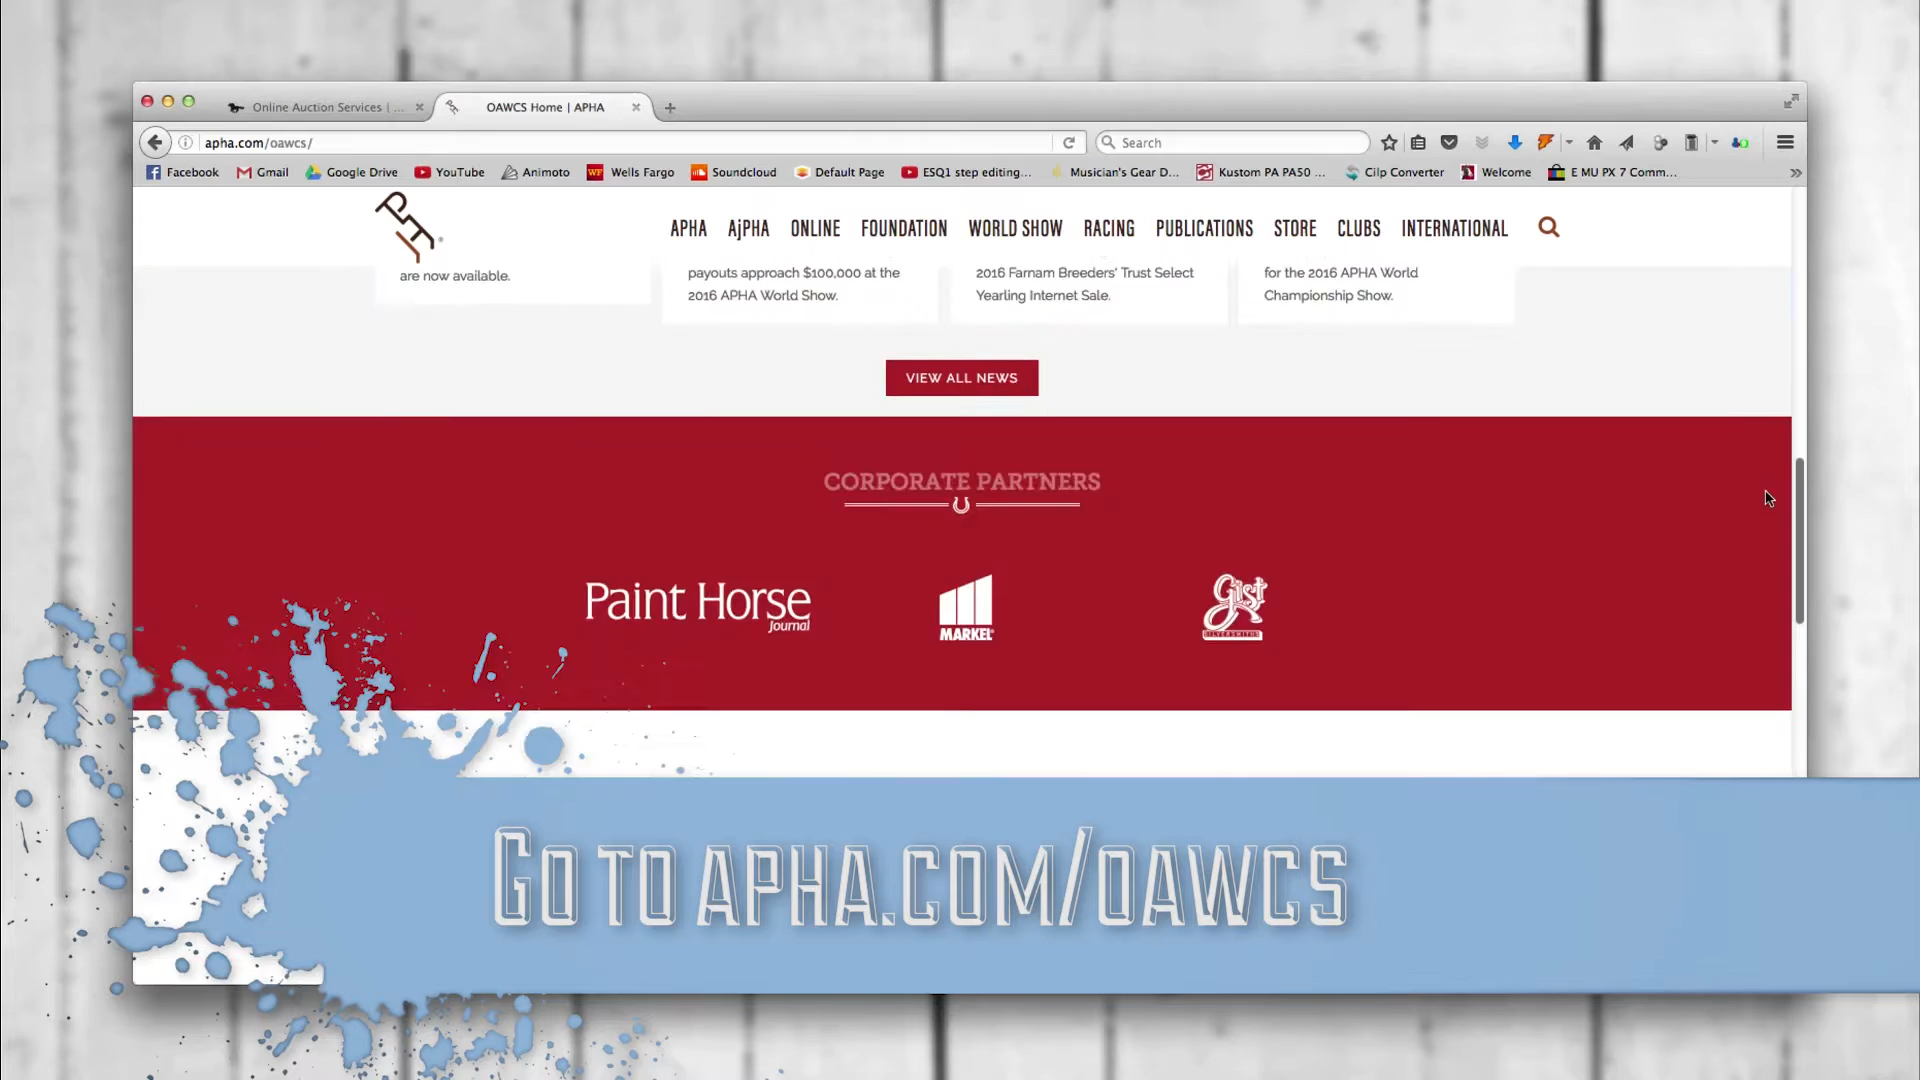 Online Auction Services | ...
OAWCS Home | APHA
apha.com/oawcs/
Search
Facebook
Gmail
Google Drive
YouTube
Animoto
WF Wells Fargo
Soundcloud
Default Page
ESQ1 step editing...
Musician's Gear D...
Kustom PA PA50 ...
Cilp Converter
Welcome
E MU PX 7 Comm...
APHA AjPHA ONLINE FOUNDATION WORLD SHOW RACING PUBLICATIONS STORE CLUBS INTERNATIONAL
are now available.
payouts approach $100,000 at the
2016 APHA World Show.
2016 Farnam Breeders' Trust Select
Yearling Internet Sale.
for the 2016 APHA World
Championship Show.
VIEW ALL NEWS
CORPORATE PARTNERS
Paint Horse
Journal
MARKEL
Gist
SILVERSMITHS
GO TO APHA.COM/OAWCS